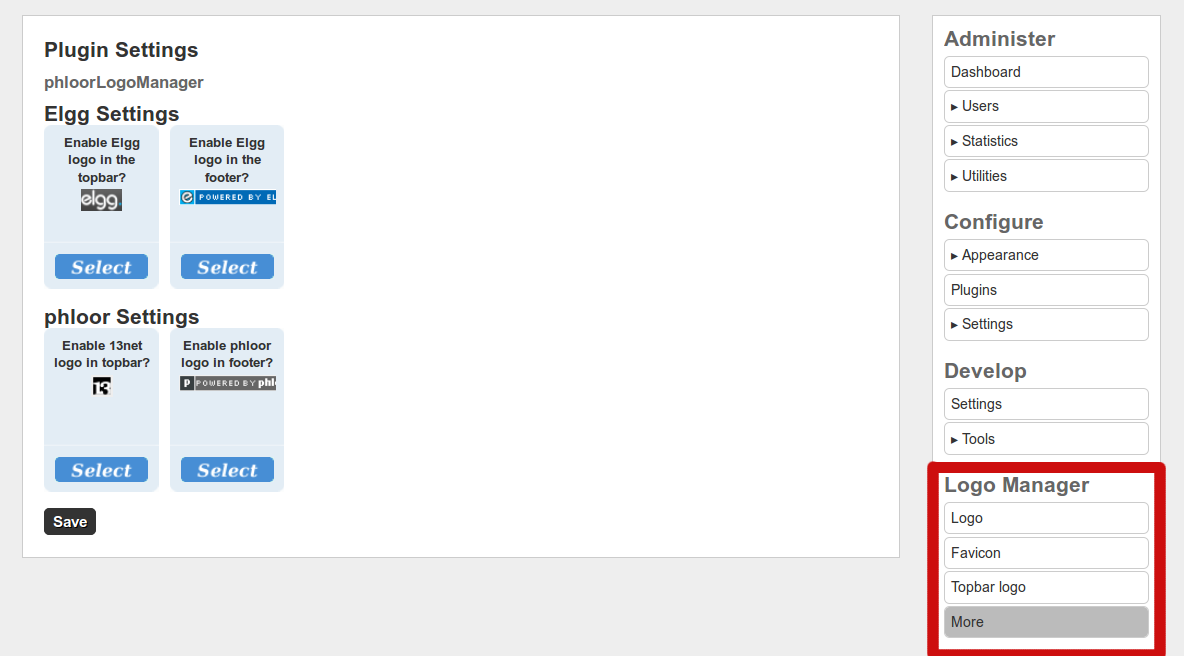 Plugin Settings
phloorLogoManager
Elgg Settings
Enable Elgg
logo in the
topbar?
elgg.
Select
Enable Elgg
logo in the
footer?
e POWERED BY EL
Select
phloor Settings
Enable 13net
logo in topbar?
13
Select
Enable phloor
logo in footer?
p POWERED BY phl
Select
Save
Administer
Dashboard
▸ Users
▸ Statistics
▸ Utilities
Configure
▸ Appearance
Plugins
▸ Settings
Develop
Settings
▸ Tools
Logo Manager
Logo
Favicon
Topbar logo
More